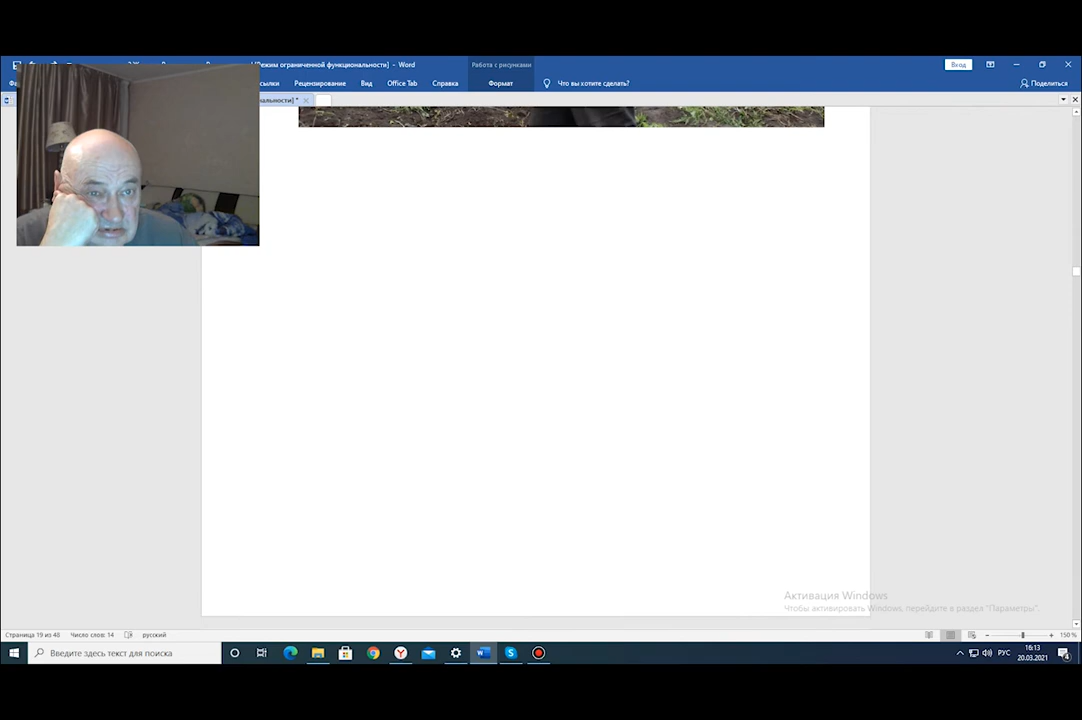 [Режим ограниченной функциональности] - Word
Работа с рисунками
Вход
Рецензирование
Вид
Office Tab
Справка
Формат
Что вы хотите сделать?
Поделиться
Активация Windows
Чтобы активировать Windows, перейдите в раздел "Параметры".
Страница 19 из 48
Число слов: 14
русский
150 %
Введите здесь текст для поиска
РУС
16:13
20.03.2021
4